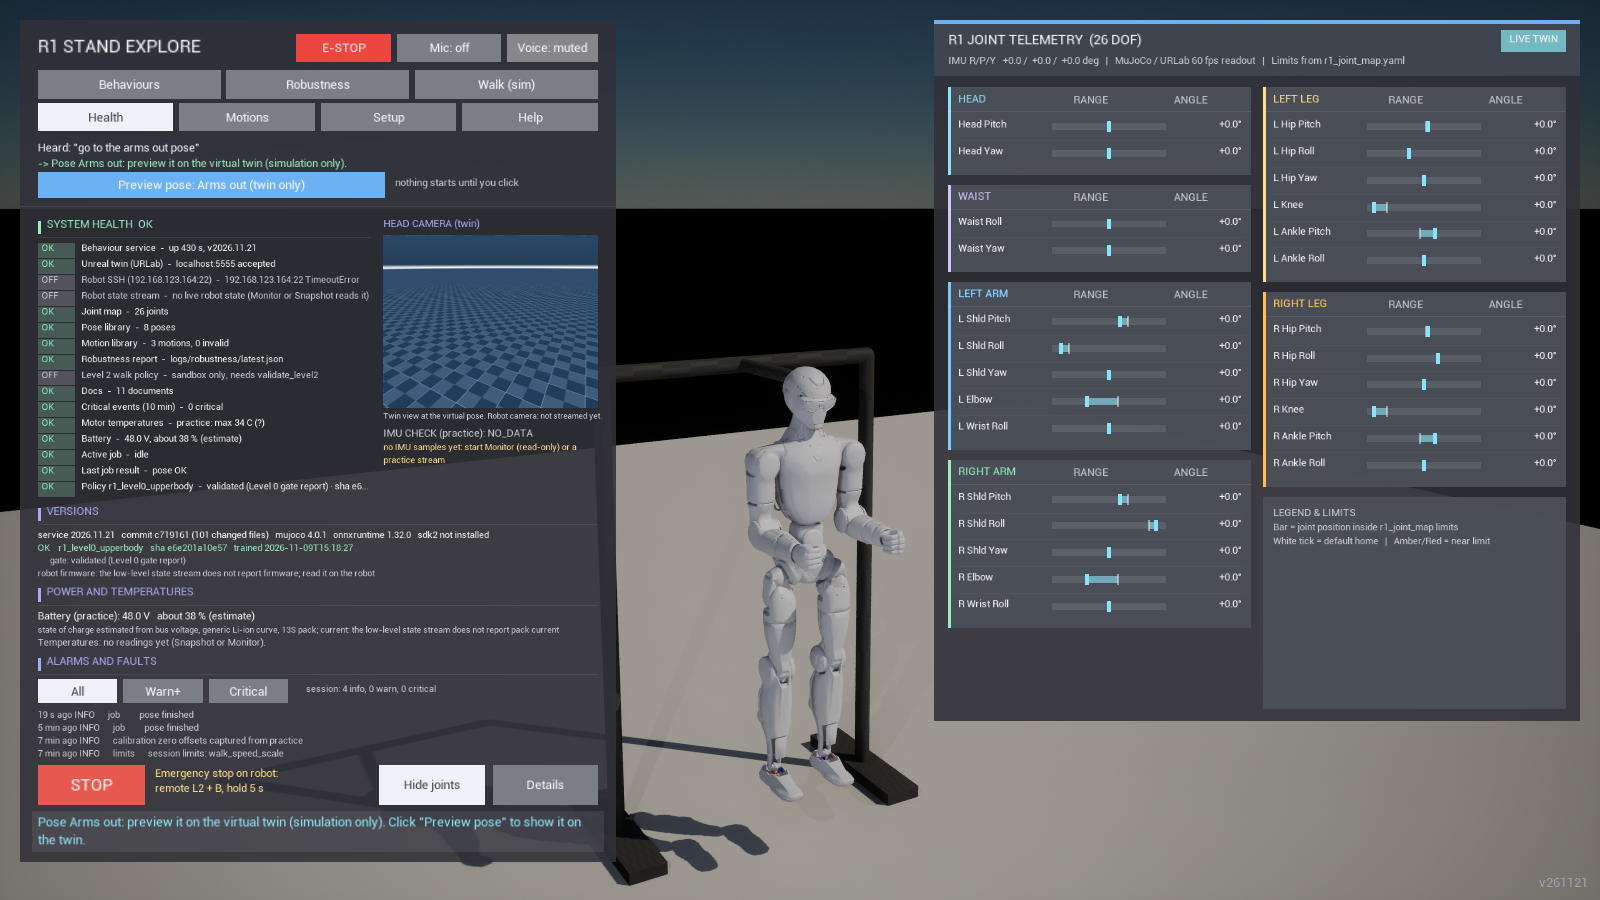 R1 STAND EXPLORE
E-STOP
Mic: off
Voice: muted
Behaviours
Robustness
Walk (sim)
Health
Motions
Setup
Help
Heard: "go to the arms out pose"
-> Pose Arms out: preview it on the virtual twin (simulation only).
Preview pose: Arms out (twin only)
nothing starts until you click
SYSTEM HEALTH OK
OK Behaviour service - up 430 s, v2026.11.21
OK Unreal twin (URLab) - localhost:5555 accepted
OFF Robot SSH (192.168.123.164:22) - 192.168.123.164:22 TimeoutError
OFF Robot state stream - no live robot state (Monitor or Snapshot reads it)
OK Joint map - 26 joints
OK Pose library - 8 poses
OK Motion library - 3 motions, 0 invalid
OK Robustness report - logs/robustness/latest.json
OFF Level 2 walk policy - sandbox only, needs validate_level2
OK Docs - 11 documents
OK Critical events (10 min) - 0 critical
OK Motor temperatures - practice: max 34 C (?)
OK Battery - 48.0 V, about 38 % (estimate)
OK Active job - idle
OK Last job result - pose OK
OK Policy r1_level0_upperbody - validated (Level 0 gate report) · sha e6...
HEAD CAMERA (twin)
Twin view at the virtual pose. Robot camera: not streamed yet.
IMU CHECK (practice): NO_DATA
no IMU samples yet: start Monitor (read-only) or a
practice stream
VERSIONS
service 2026.11.21 commit c719161 (101 changed files) mujoco 4.0.1 onnxruntime 1.32.0 sdk2 not installed
OK r1_level0_upperbody sha e6e201a10e57 trained 2026-11-09T15:18:27
gate: validated (Level 0 gate report)
robot firmware: the low-level state stream does not report firmware; read it on the robot
POWER AND TEMPERATURES
Battery (practice): 48.0 V about 38 % (estimate)
state of charge estimated from bus voltage, generic Li-ion curve, 13S pack; current: the low-level state stream does not report pack current
Temperatures: no readings yet (Snapshot or Monitor).
ALARMS AND FAULTS
All
Warn+
Critical
session: 4 info, 0 warn, 0 critical
19 s ago INFO job pose finished
5 min ago INFO job pose finished
7 min ago INFO calibration zero offsets captured from practice
7 min ago INFO limits session limits: walk_speed_scale
STOP
Emergency stop on robot:
remote L2 + B, hold 5 s
Hide joints
Details
Pose Arms out: preview it on the virtual twin (simulation only). Click "Preview pose" to show it on
the twin.
R1 JOINT TELEMETRY (26 DOF)
LIVE TWIN
IMU R/P/Y +0.0 / +0.0 / +0.0 deg | MuJoCo / URLab 60 fps readout | Limits from r1_joint_map.yaml
HEAD RANGE ANGLE
Head Pitch +0.0°
Head Yaw +0.0°
WAIST RANGE ANGLE
Waist Roll +0.0°
Waist Yaw +0.0°
LEFT ARM RANGE ANGLE
L Shld Pitch +0.0°
L Shld Roll +0.0°
L Shld Yaw +0.0°
L Elbow +0.0°
L Wrist Roll +0.0°
RIGHT ARM RANGE ANGLE
R Shld Pitch +0.0°
R Shld Roll +0.0°
R Shld Yaw +0.0°
R Elbow +0.0°
R Wrist Roll +0.0°
LEFT LEG RANGE ANGLE
L Hip Pitch +0.0°
L Hip Roll +0.0°
L Hip Yaw +0.0°
L Knee +0.0°
L Ankle Pitch +0.0°
L Ankle Roll +0.0°
RIGHT LEG RANGE ANGLE
R Hip Pitch +0.0°
R Hip Roll +0.0°
R Hip Yaw +0.0°
R Knee +0.0°
R Ankle Pitch +0.0°
R Ankle Roll +0.0°
LEGEND & LIMITS
Bar = joint position inside r1_joint_map limits
White tick = default home | Amber/Red = near limit
v261121